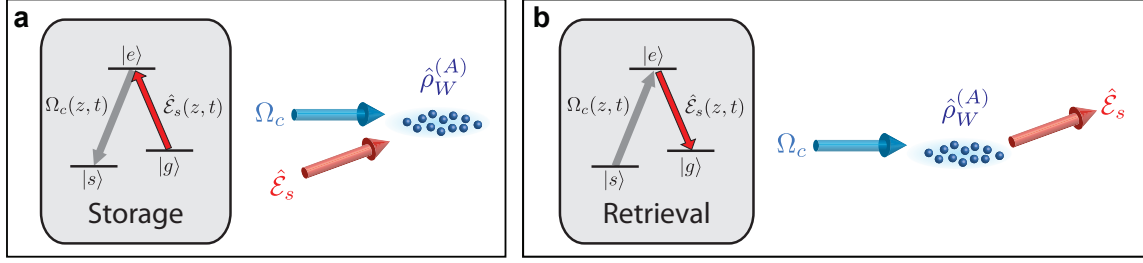 a
|e⟩
Ω_c(z, t)
Ê_s(z, t)
|s⟩
|g⟩
Storage
Ω_c
Ê_s
ρ̂_W^(A)
b
|e⟩
Ω_c(z, t)
Ê_s(z, t)
|s⟩
|g⟩
Retrieval
Ω_c
ρ̂_W^(A)
Ê_s